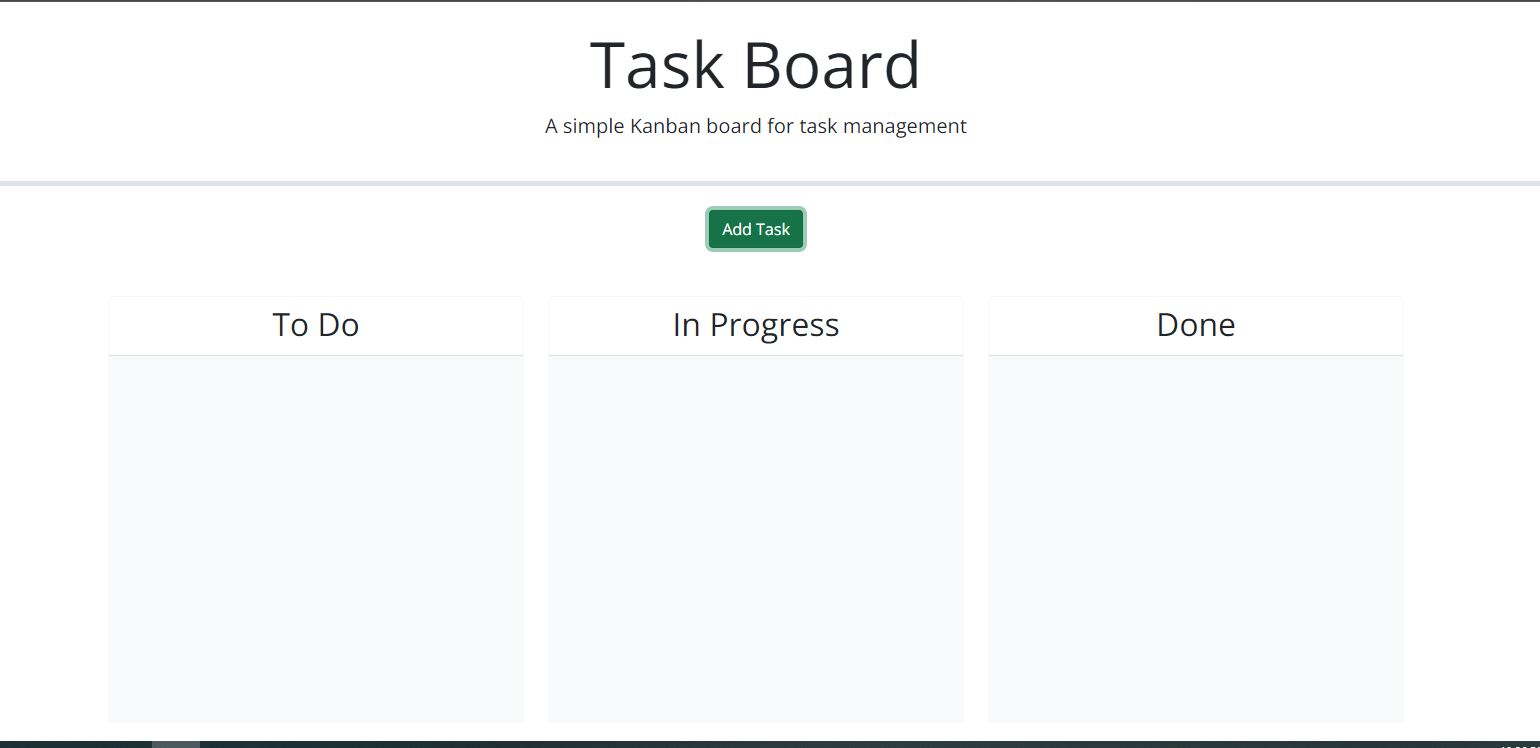 Task Board
A simple Kanban board for task management
Add Task
To Do
In Progress
Done